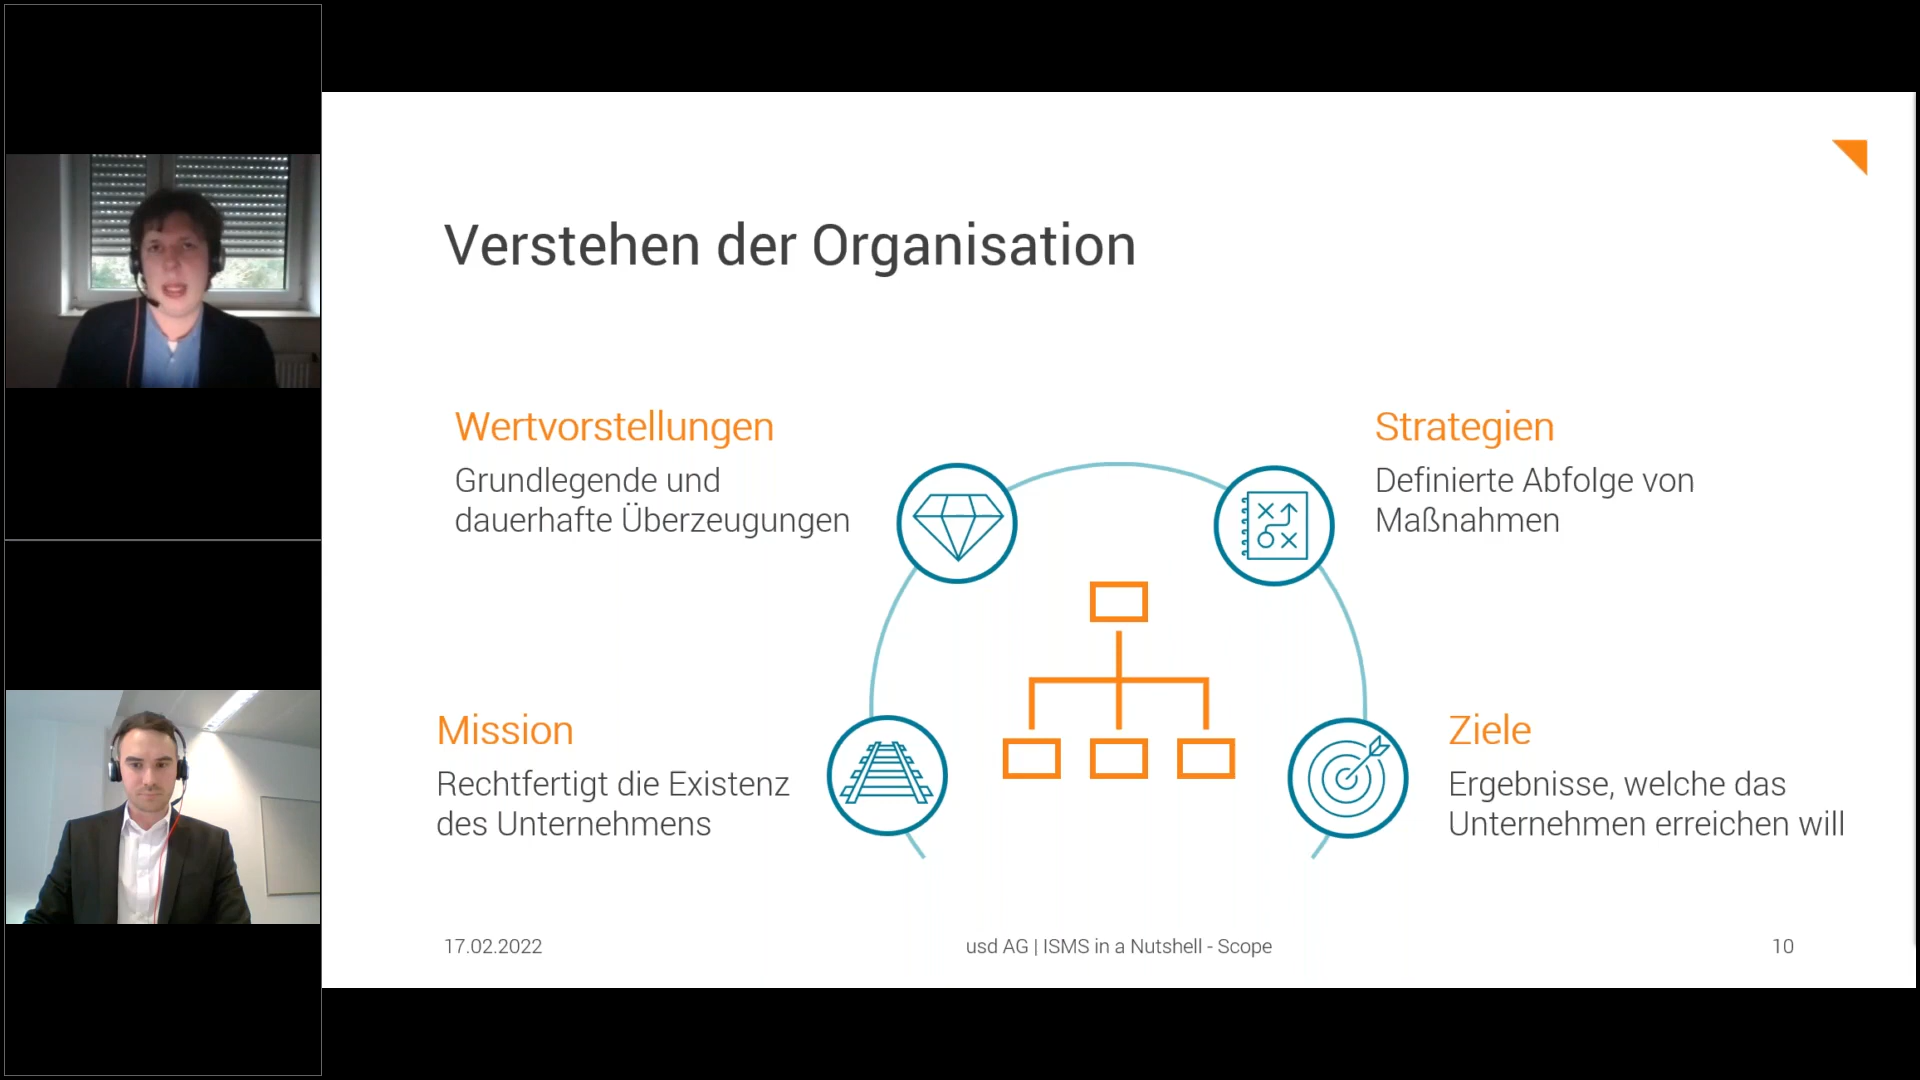 Verstehen der Organisation
Wertvorstellungen
Grundlegende und
dauerhafte Überzeugungen
Strategien
Definierte Abfolge von
Maßnahmen
Mission
Rechtfertigt die Existenz
des Unternehmens
Ziele
Ergebnisse, welche das
Unternehmen erreichen will
17.02.2022
usd AG | ISMS in a Nutshell - Scope
10